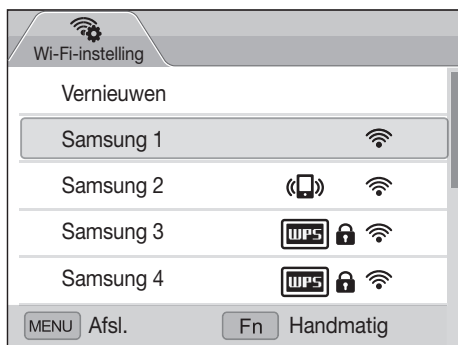 Wi-Fi-instelling
Vernieuwen
Samsung 1
Samsung 2
Samsung 3 WPS
Samsung 4 WPS
MENU Afsl. Fn Handmatig